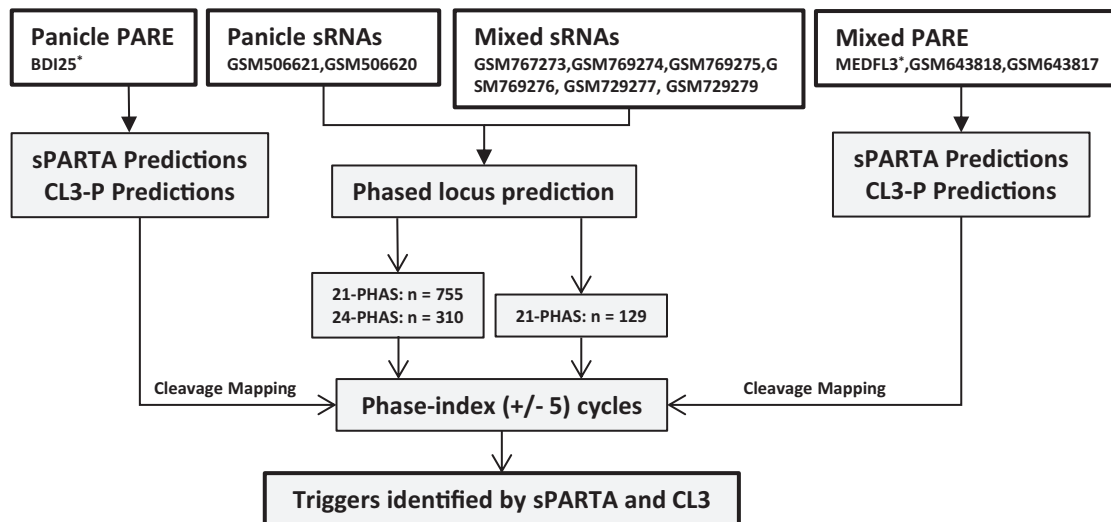 Panicle PARE
BDI25*
Panicle sRNAs
GSM506621,GSM506620
Mixed sRNAs
GSM767273,GSM769274,GSM769275,G
SM769276, GSM729277, GSM729279
Mixed PARE
MEDFL3*,GSM643818,GSM643817
sPARTA Predictions
CL3-P Predictions
Phased locus prediction
sPARTA Predictions
CL3-P Predictions
21-PHAS: n = 755
24-PHAS: n = 310
21-PHAS: n = 129
Cleavage Mapping
Phase-index (+/- 5) cycles
Cleavage Mapping
Triggers identified by sPARTA and CL3